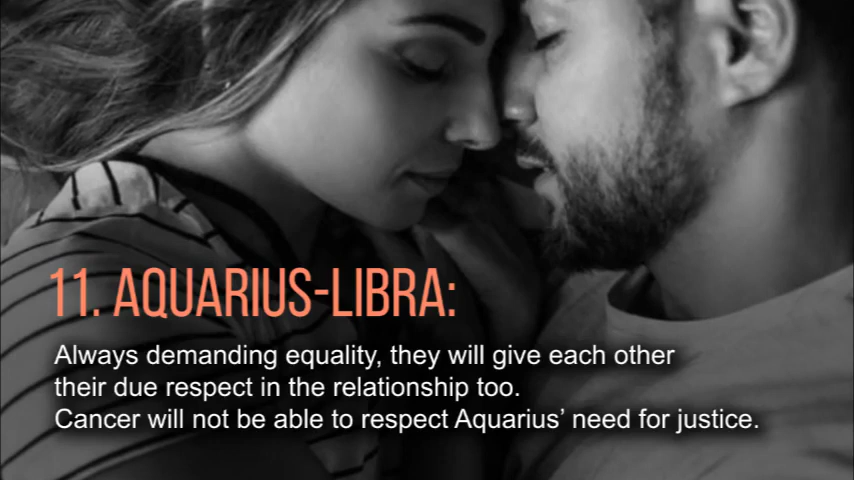 11. AQUARIUS-LIBRA:
Always demanding equality, they will give each other
their due respect in the relationship too.
Cancer will not be able to respect Aquarius’ need for justice.